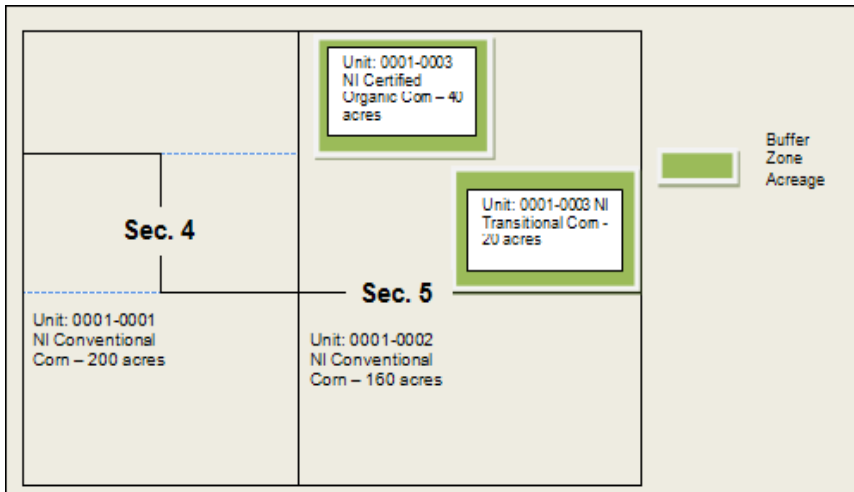 Unit: 0001-0003
NI Certified
Organic Corn – 40
acres
Buffer
Zone
Acreage
Unit: 0001-0003 NI
Transitional Corn -
20 acres
Sec. 4
Sec. 5
Unit: 0001-0001
NI Conventional
Corn – 200 acres
Unit: 0001-0002
NI Conventional
Corn – 160 acres